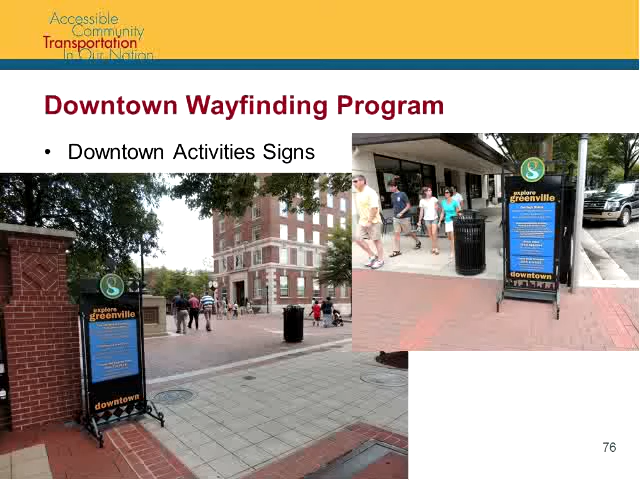 Accessible
Community
Transportation
In Our Nation
Downtown Wayfinding Program
• Downtown Activities Signs
g
explore
greenville
downtown
g
explore
greenville
downtown
76